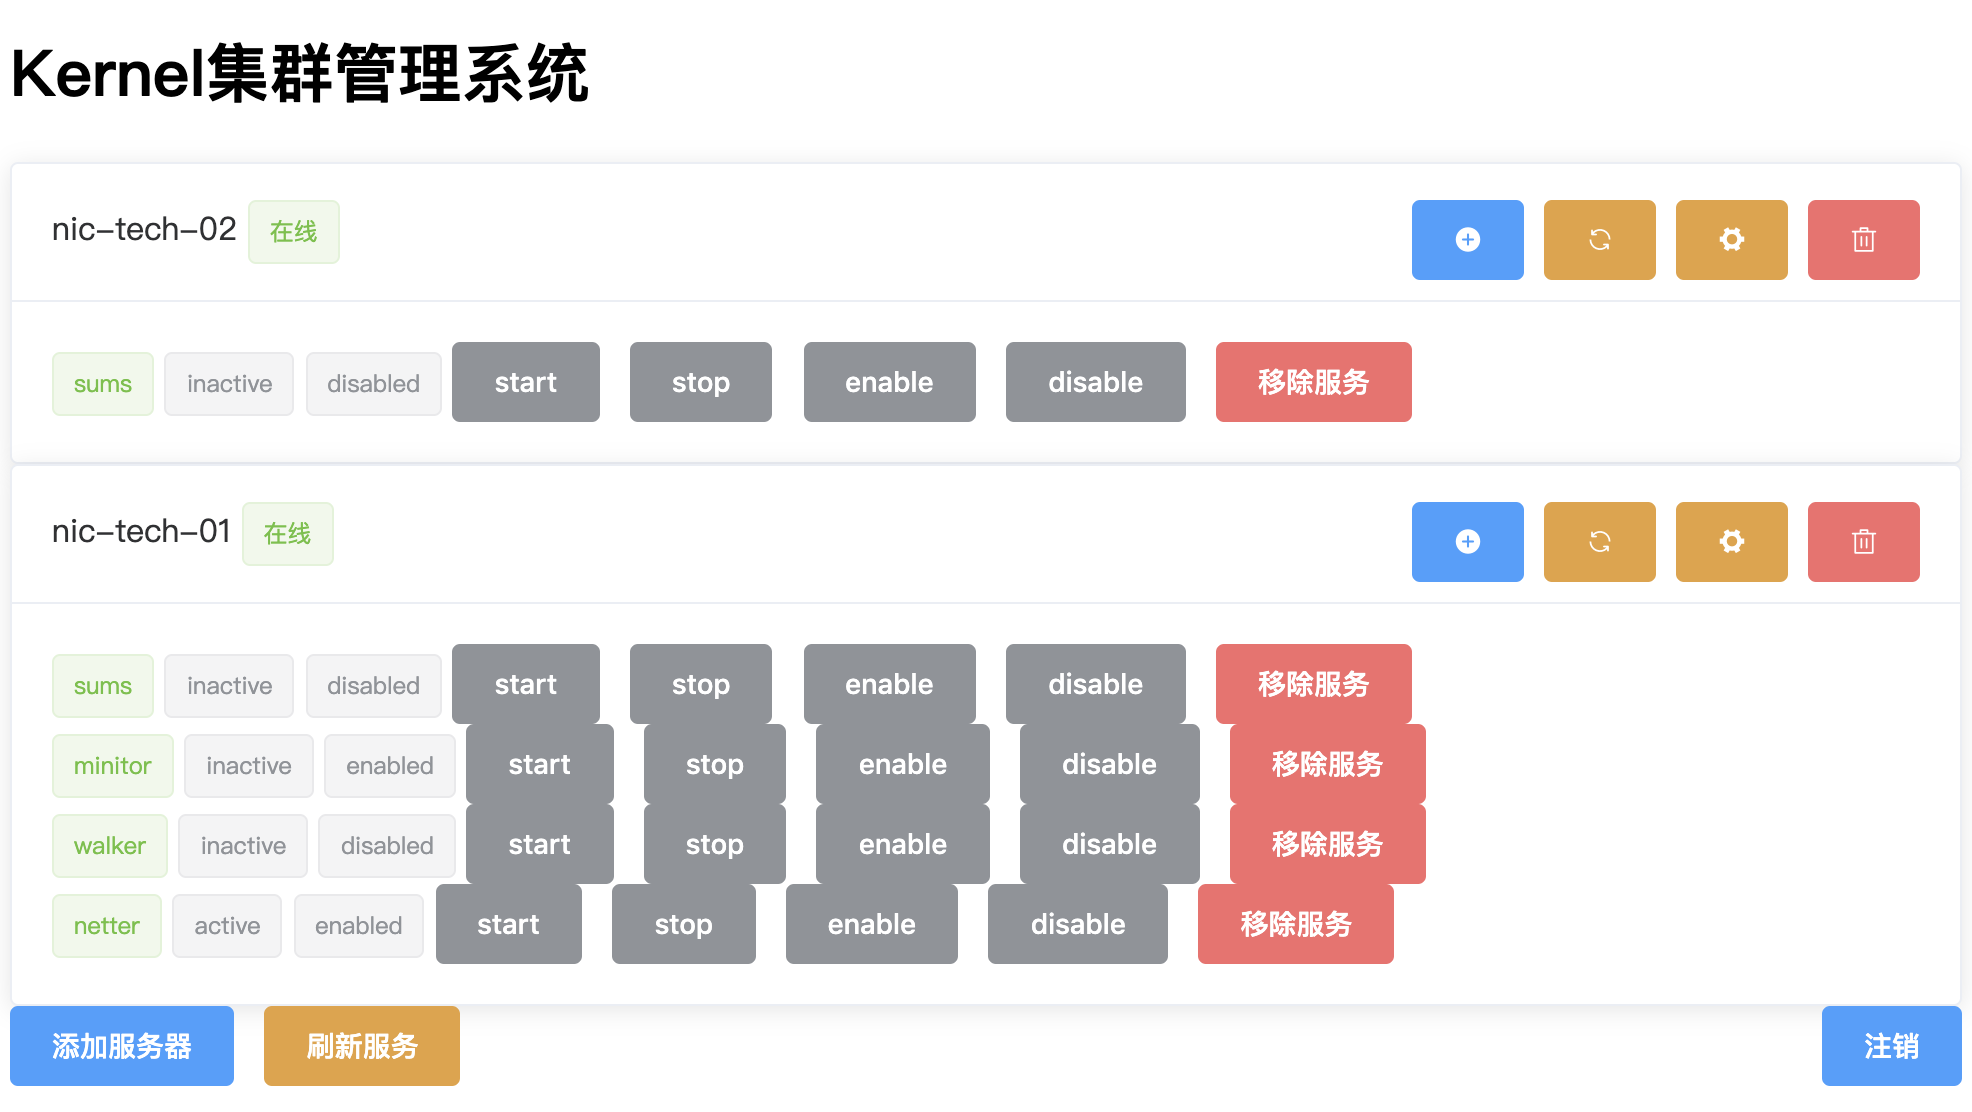 Kernel集群管理系统
nic-tech-02 在线
sums inactive disabled start stop enable disable 移除服务
nic-tech-01 在线
sums inactive disabled start stop enable disable 移除服务
minitor inactive enabled start stop enable disable 移除服务
walker inactive disabled start stop enable disable 移除服务
netter active enabled start stop enable disable 移除服务
添加服务器 刷新服务 注销